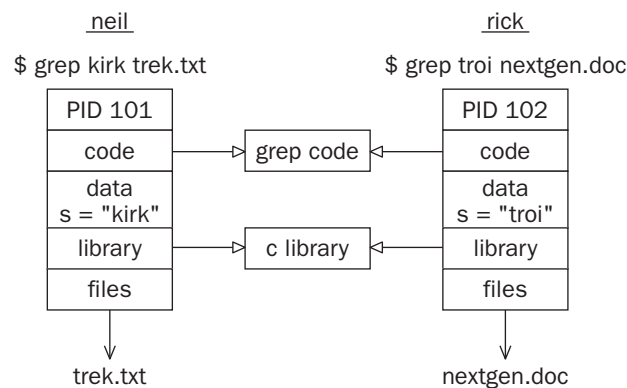 neil
rick
$ grep kirk trek.txt
$ grep troi nextgen.doc
PID 101
PID 102
code
grep code
code
data
s = "kirk"
data
s = "troi"
library
c library
library
files
files
trek.txt
nextgen.doc